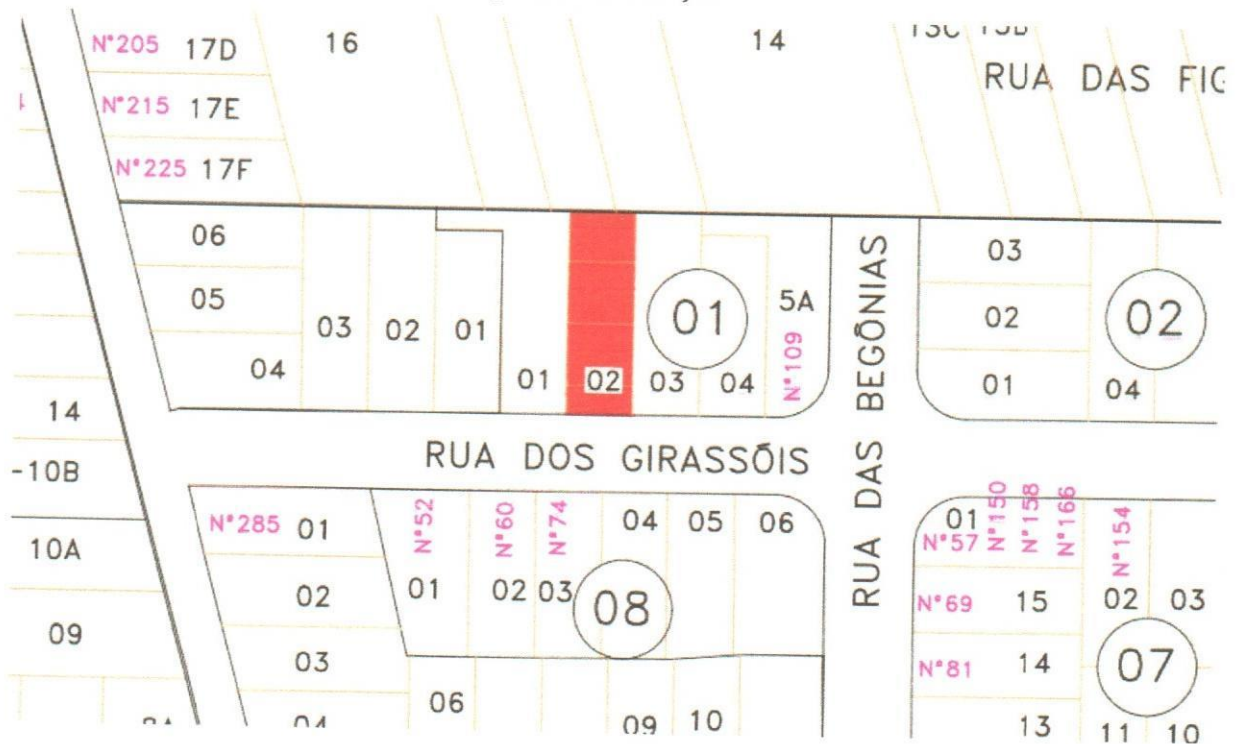 N°205 17D 16 14
RUA DAS FIG
N°215 17E
N°225 17F
06
05
04
03 02 01
01 02 03 04
01
5A
N°109
RUA DAS BEGÕNIAS
03
02
01
02
04
14
-10B
10A
09
RUA DOS GIRASSÕIS
N°285 01
02
03
04
N°52 N°60 N°74 04 05 06
01 02 03
08
06 09 10
01 N°150 N°158 N°166 N°154
N°57
N°69 15 02 03
N°81 14 07
13 11 10